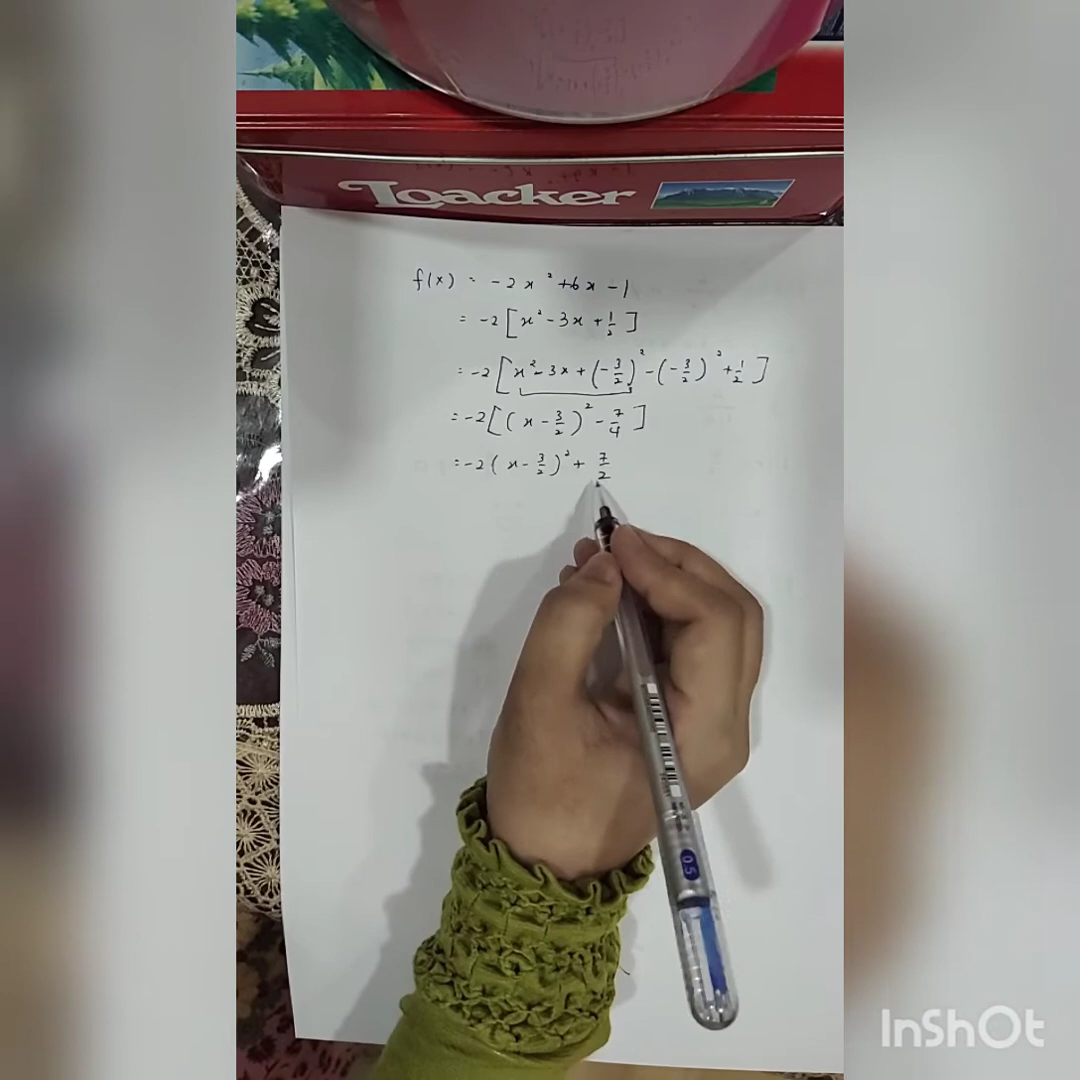 Loacker
f(x) = -2x² + 6x - 1
= -2[x² - 3x + 1/2]
= -2[x² - 3x + (-3/2)² - (-3/2)² + 1/2]
= -2[(x - 3/2)² - 7/4]
= -2(x - 3/2)² + 7/2
0.5
InShOt